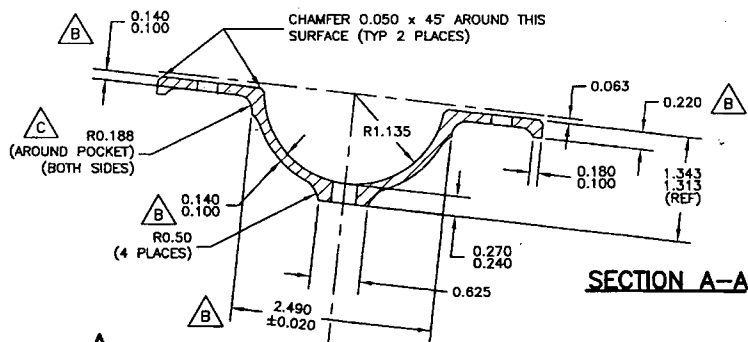 0.140
0.100
B
CHAMFER 0.050 x 45° AROUND THIS
SURFACE (TYP 2 PLACES)
0.063
0.220
B
C
R0.188
(AROUND POCKET)
(BOTH SIDES)
R1.135
0.180
0.100
1.343
1.313
(REF)
B
0.140
0.100
R0.50
(4 PLACES)
0.270
0.240
0.625
SECTION A-A
B
2.490
±0.020
A